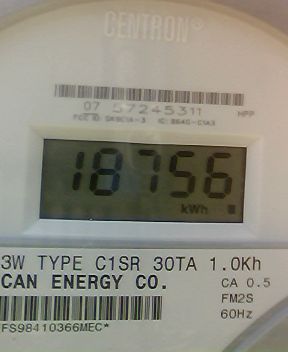 CENTRON®
07 57245311 HPP
18756
kWh
3W TYPE C1SR 30TA 1.0Kh
CAN ENERGY CO. CA 0.5
FM2S
FS98410366MEC* 60Hz